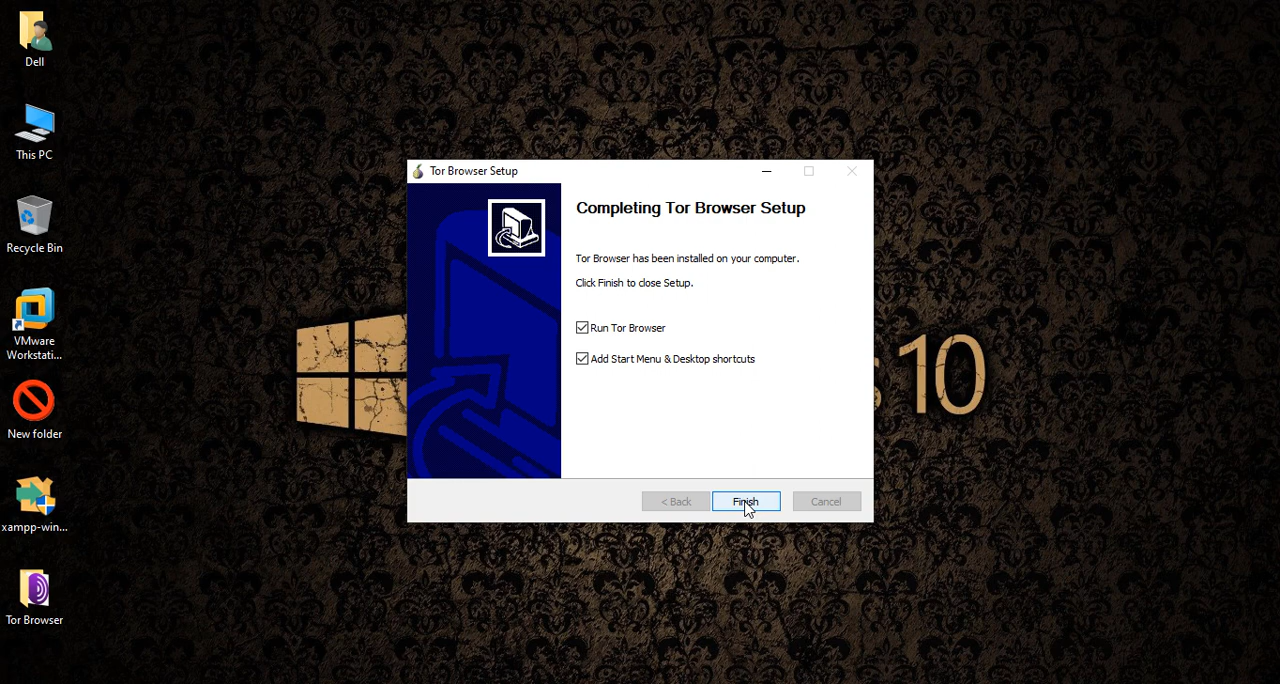 Dell
This PC
Recycle Bin
VMware
Workstati...
New folder
xampp-win...
Tor Browser
Tor Browser Setup
Completing Tor Browser Setup
Tor Browser has been installed on your computer.
Click Finish to close Setup.
Run Tor Browser
Add Start Menu & Desktop shortcuts
< Back
Finish
Cancel
10